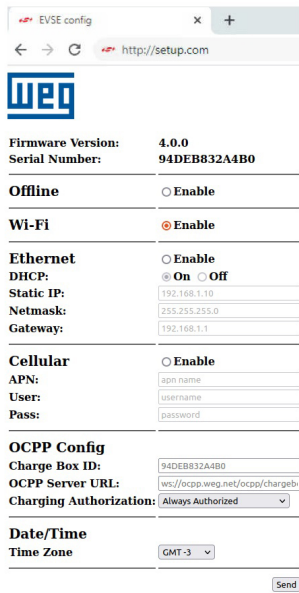 EVSE config
http://setup.com
weg
Firmware Version: 4.0.0
Serial Number: 94DEB832A4B0
Offline Enable
Wi-Fi Enable
Ethernet Enable
DHCP: On Off
Static IP: 192.168.1.10
Netmask: 255.255.255.0
Gateway: 192.168.1.1
Cellular Enable
APN: apn name
User: username
Pass: password
OCPP Config
Charge Box ID: 94DEB832A4B0
OCPP Server URL: ws://ocpp.weg.net/ocpp/chargeb
Charging Authorization: Always Authorized
Date/Time
Time Zone GMT -3
Send